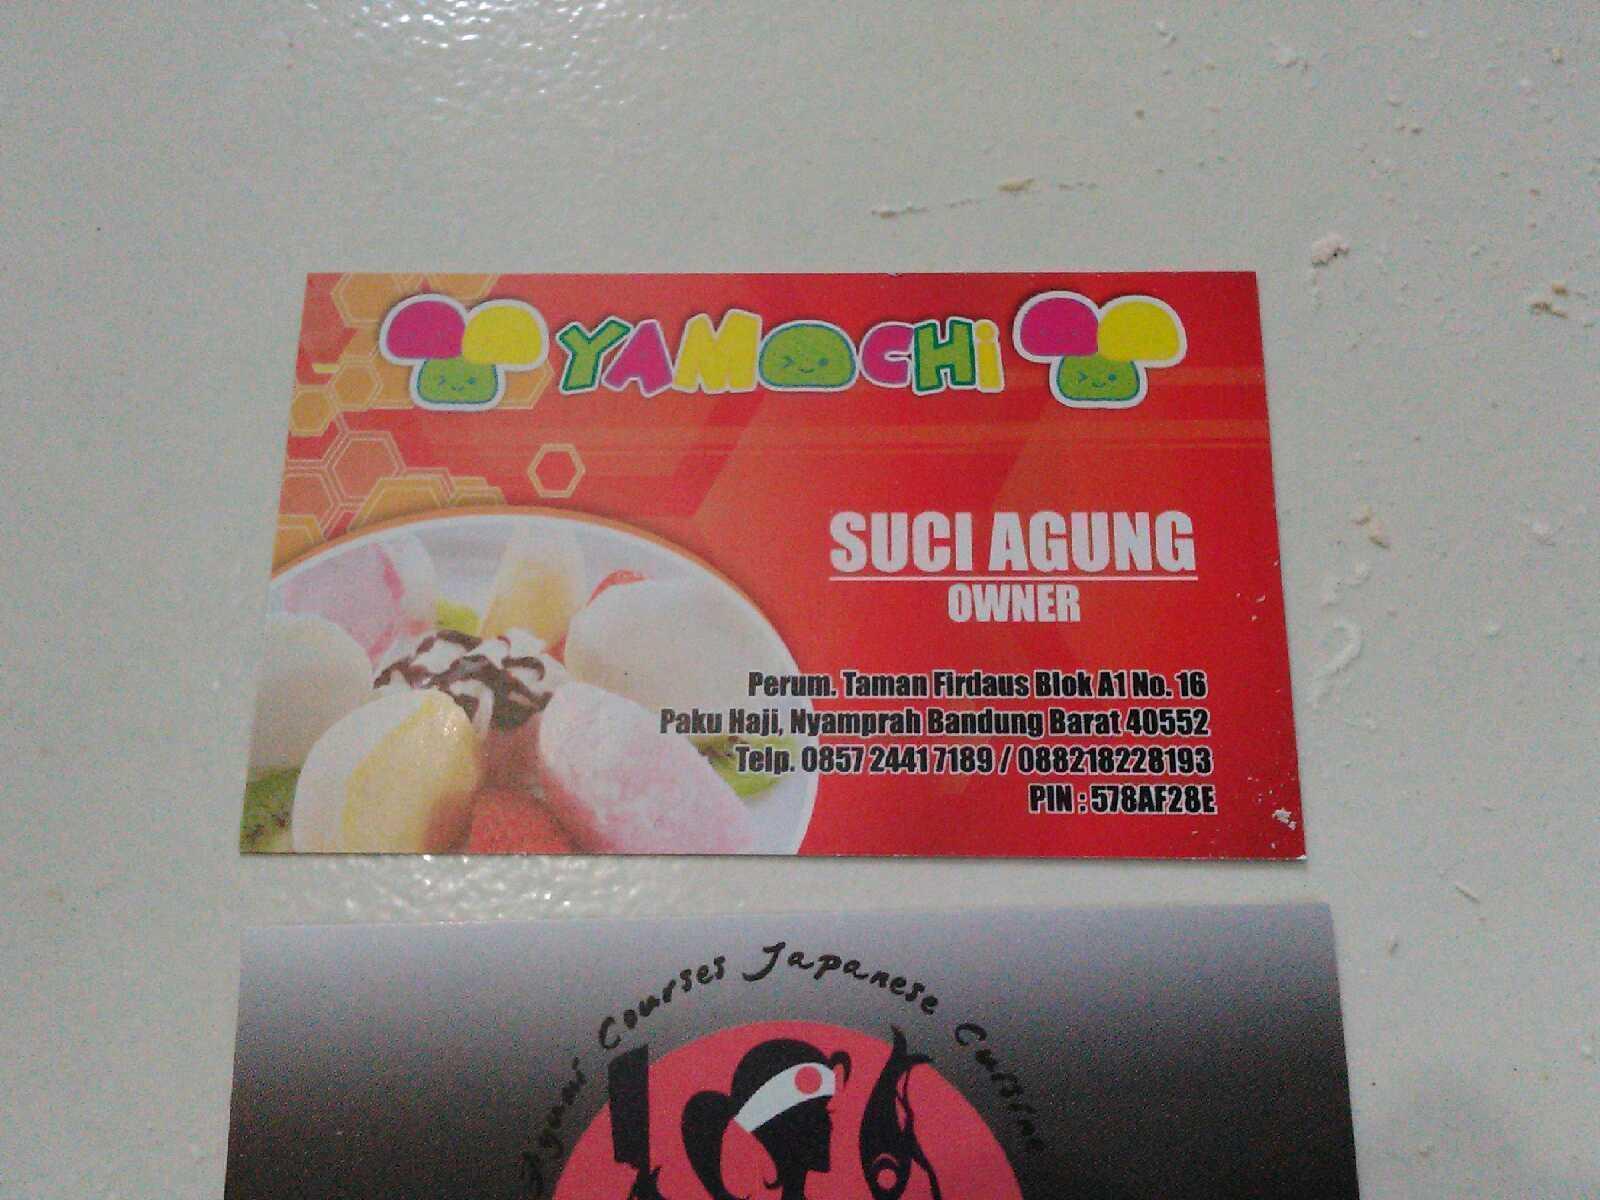 YAMOCHi
SUCI AGUNG
OWNER
Perum. Taman Firdaus Blok A1 No. 16
Paku Haji, Nyamprah Bandung Barat 40552
Telp. 0857 2441 7189 / 088218228193
PIN : 578AF28E
Courses Japanese Cuisine